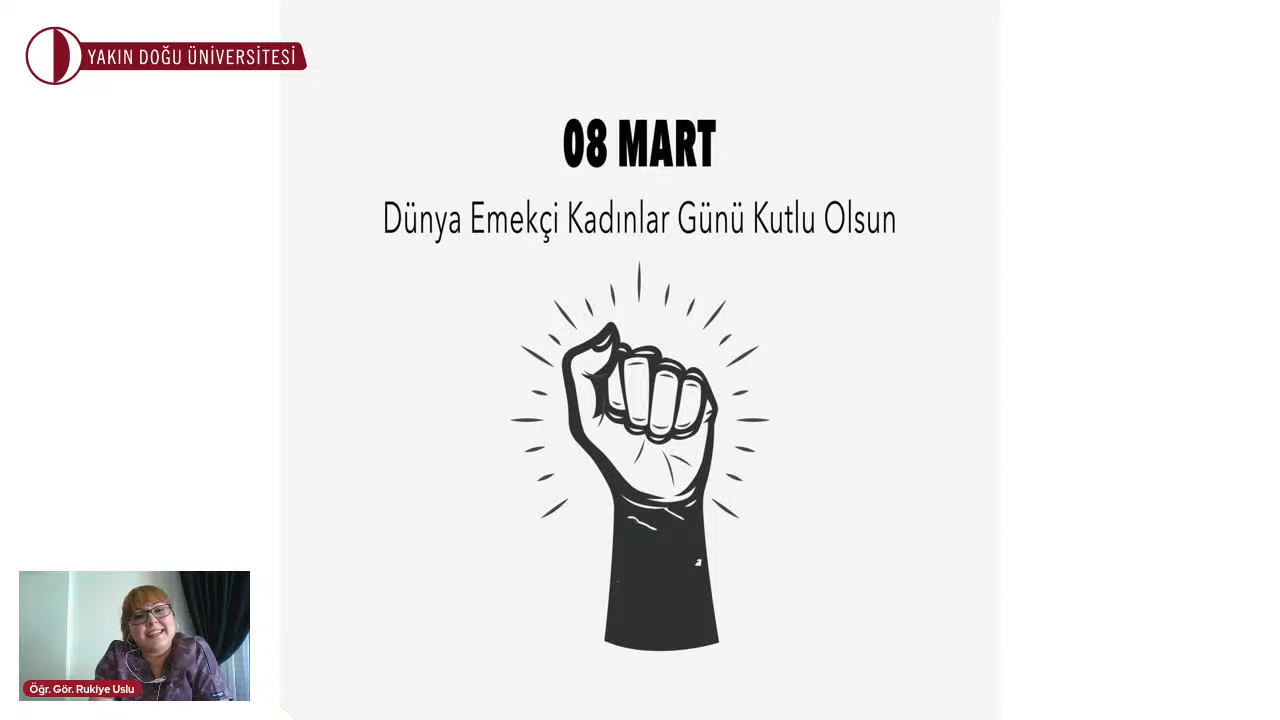 YAKIN DOĞU ÜNİVERSİTESİ
08 MART
Dünya Emekçi Kadınlar Günü Kutlu Olsun
Öğr. Gör. Rukiye Uslu